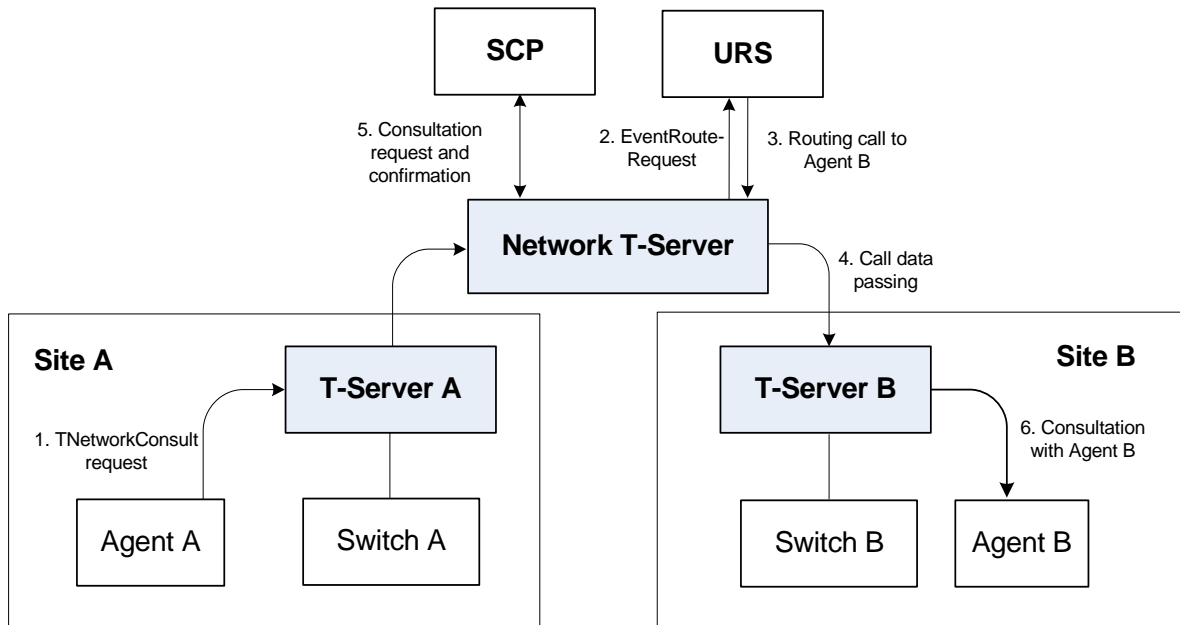 SCP
URS
5. Consultation
request and
confirmation
2. EventRoute-
Request
3. Routing call to
Agent B
Network T-Server
4. Call data
passing
Site A
T-Server A
1. TNetworkConsult
request
Agent A
Switch A
Site B
T-Server B
6. Consultation
with Agent B
Switch B
Agent B